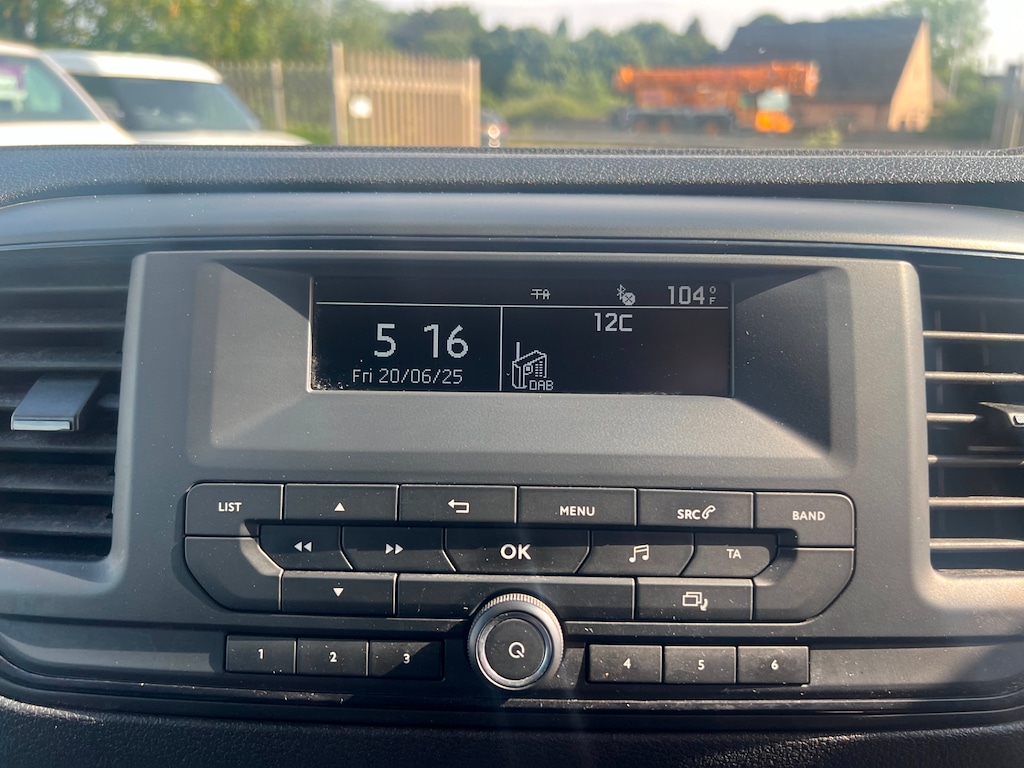 TA 104°F
5 16
12C
Fri 20/06/25
DAB
LIST
MENU
SRC
BAND
OK
TA
1 2 3
4 5 6